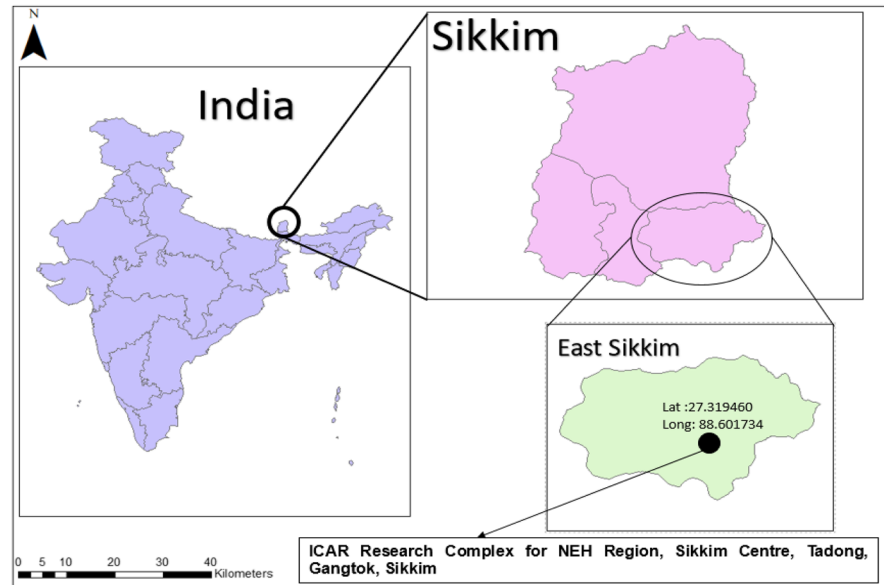 N
India
Sikkim
East Sikkim
Lat :27.319460
Long: 88.601734
ICAR Research Complex for NEH Region, Sikkim Centre, Tadong,
Gangtok, Sikkim
0 5 10 20 30 40
Kilometers